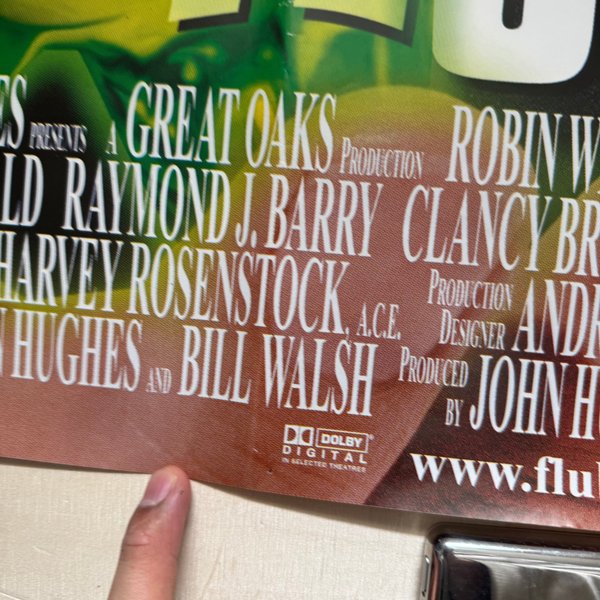 ES PRESENTS A GREAT OAKS PRODUCTION ROBIN W
LD RAYMOND J. BARRY CLANCY BR
HARVEY ROSENSTOCK, A.C.E. PRODUCTION DESIGNER ANDR
N HUGHES AND BILL WALSH PRODUCED BY JOHN H
DOLBY
DIGITAL
IN SELECTED THEATRES
www.flu